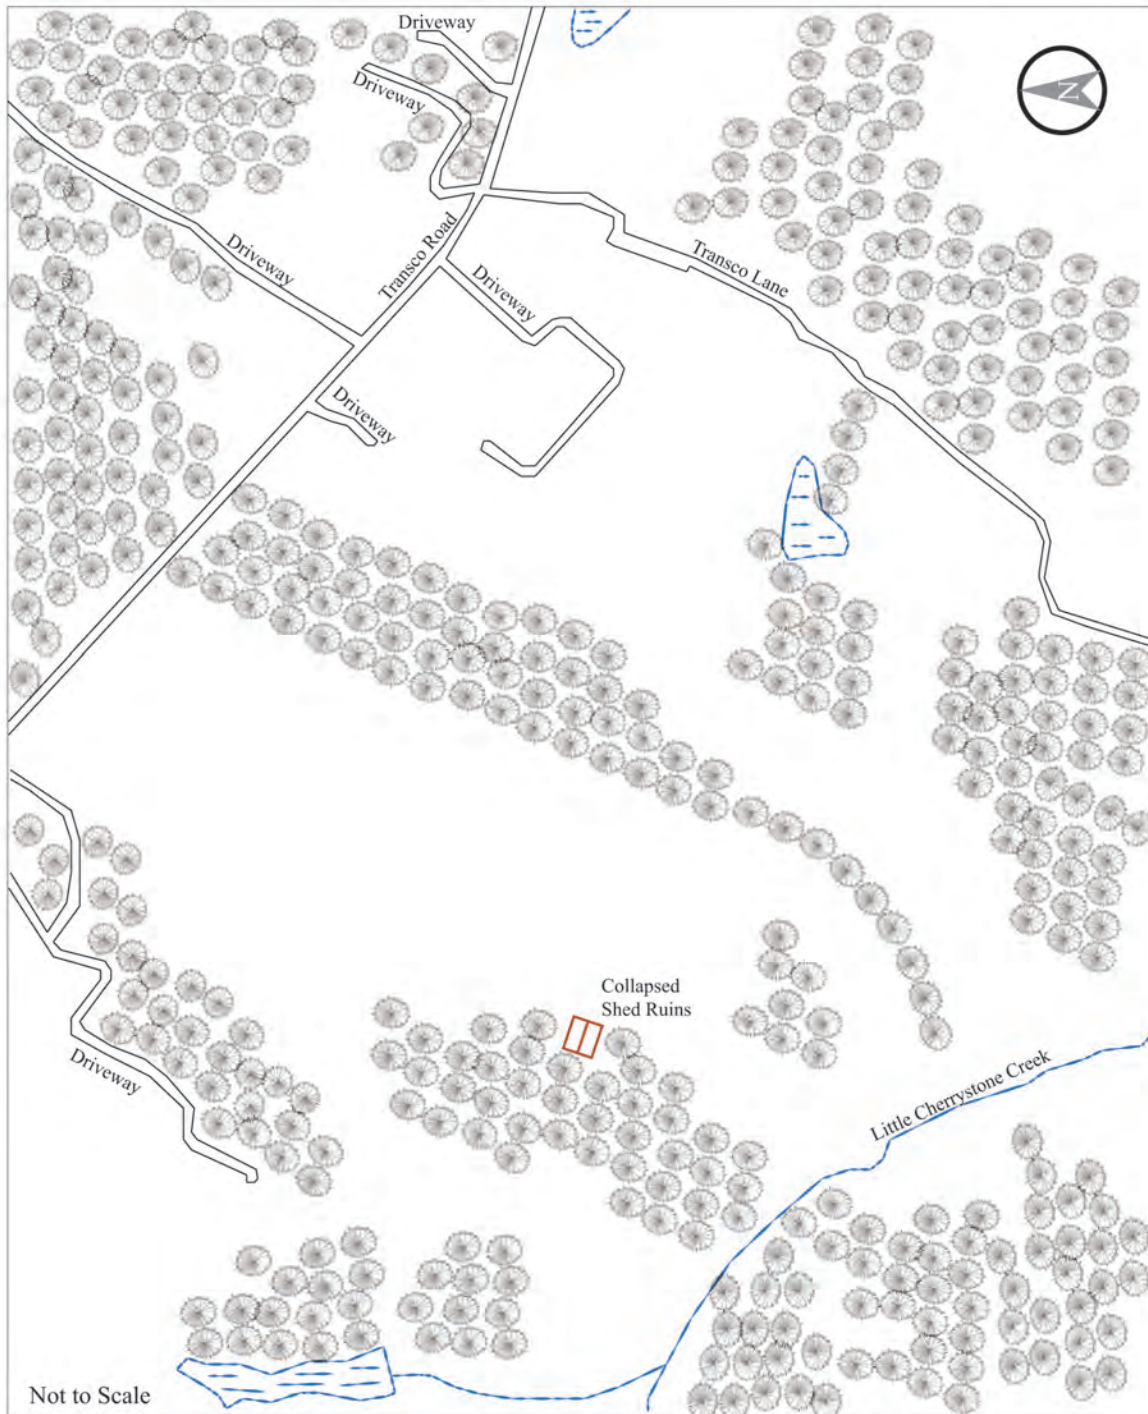 Driveway
Driveway
N
Transco Road
Driveway
Transco Lane
Driveway
Driveway
Collapsed
Shed Ruins
Driveway
Little Cherrystone Creek
Not to Scale